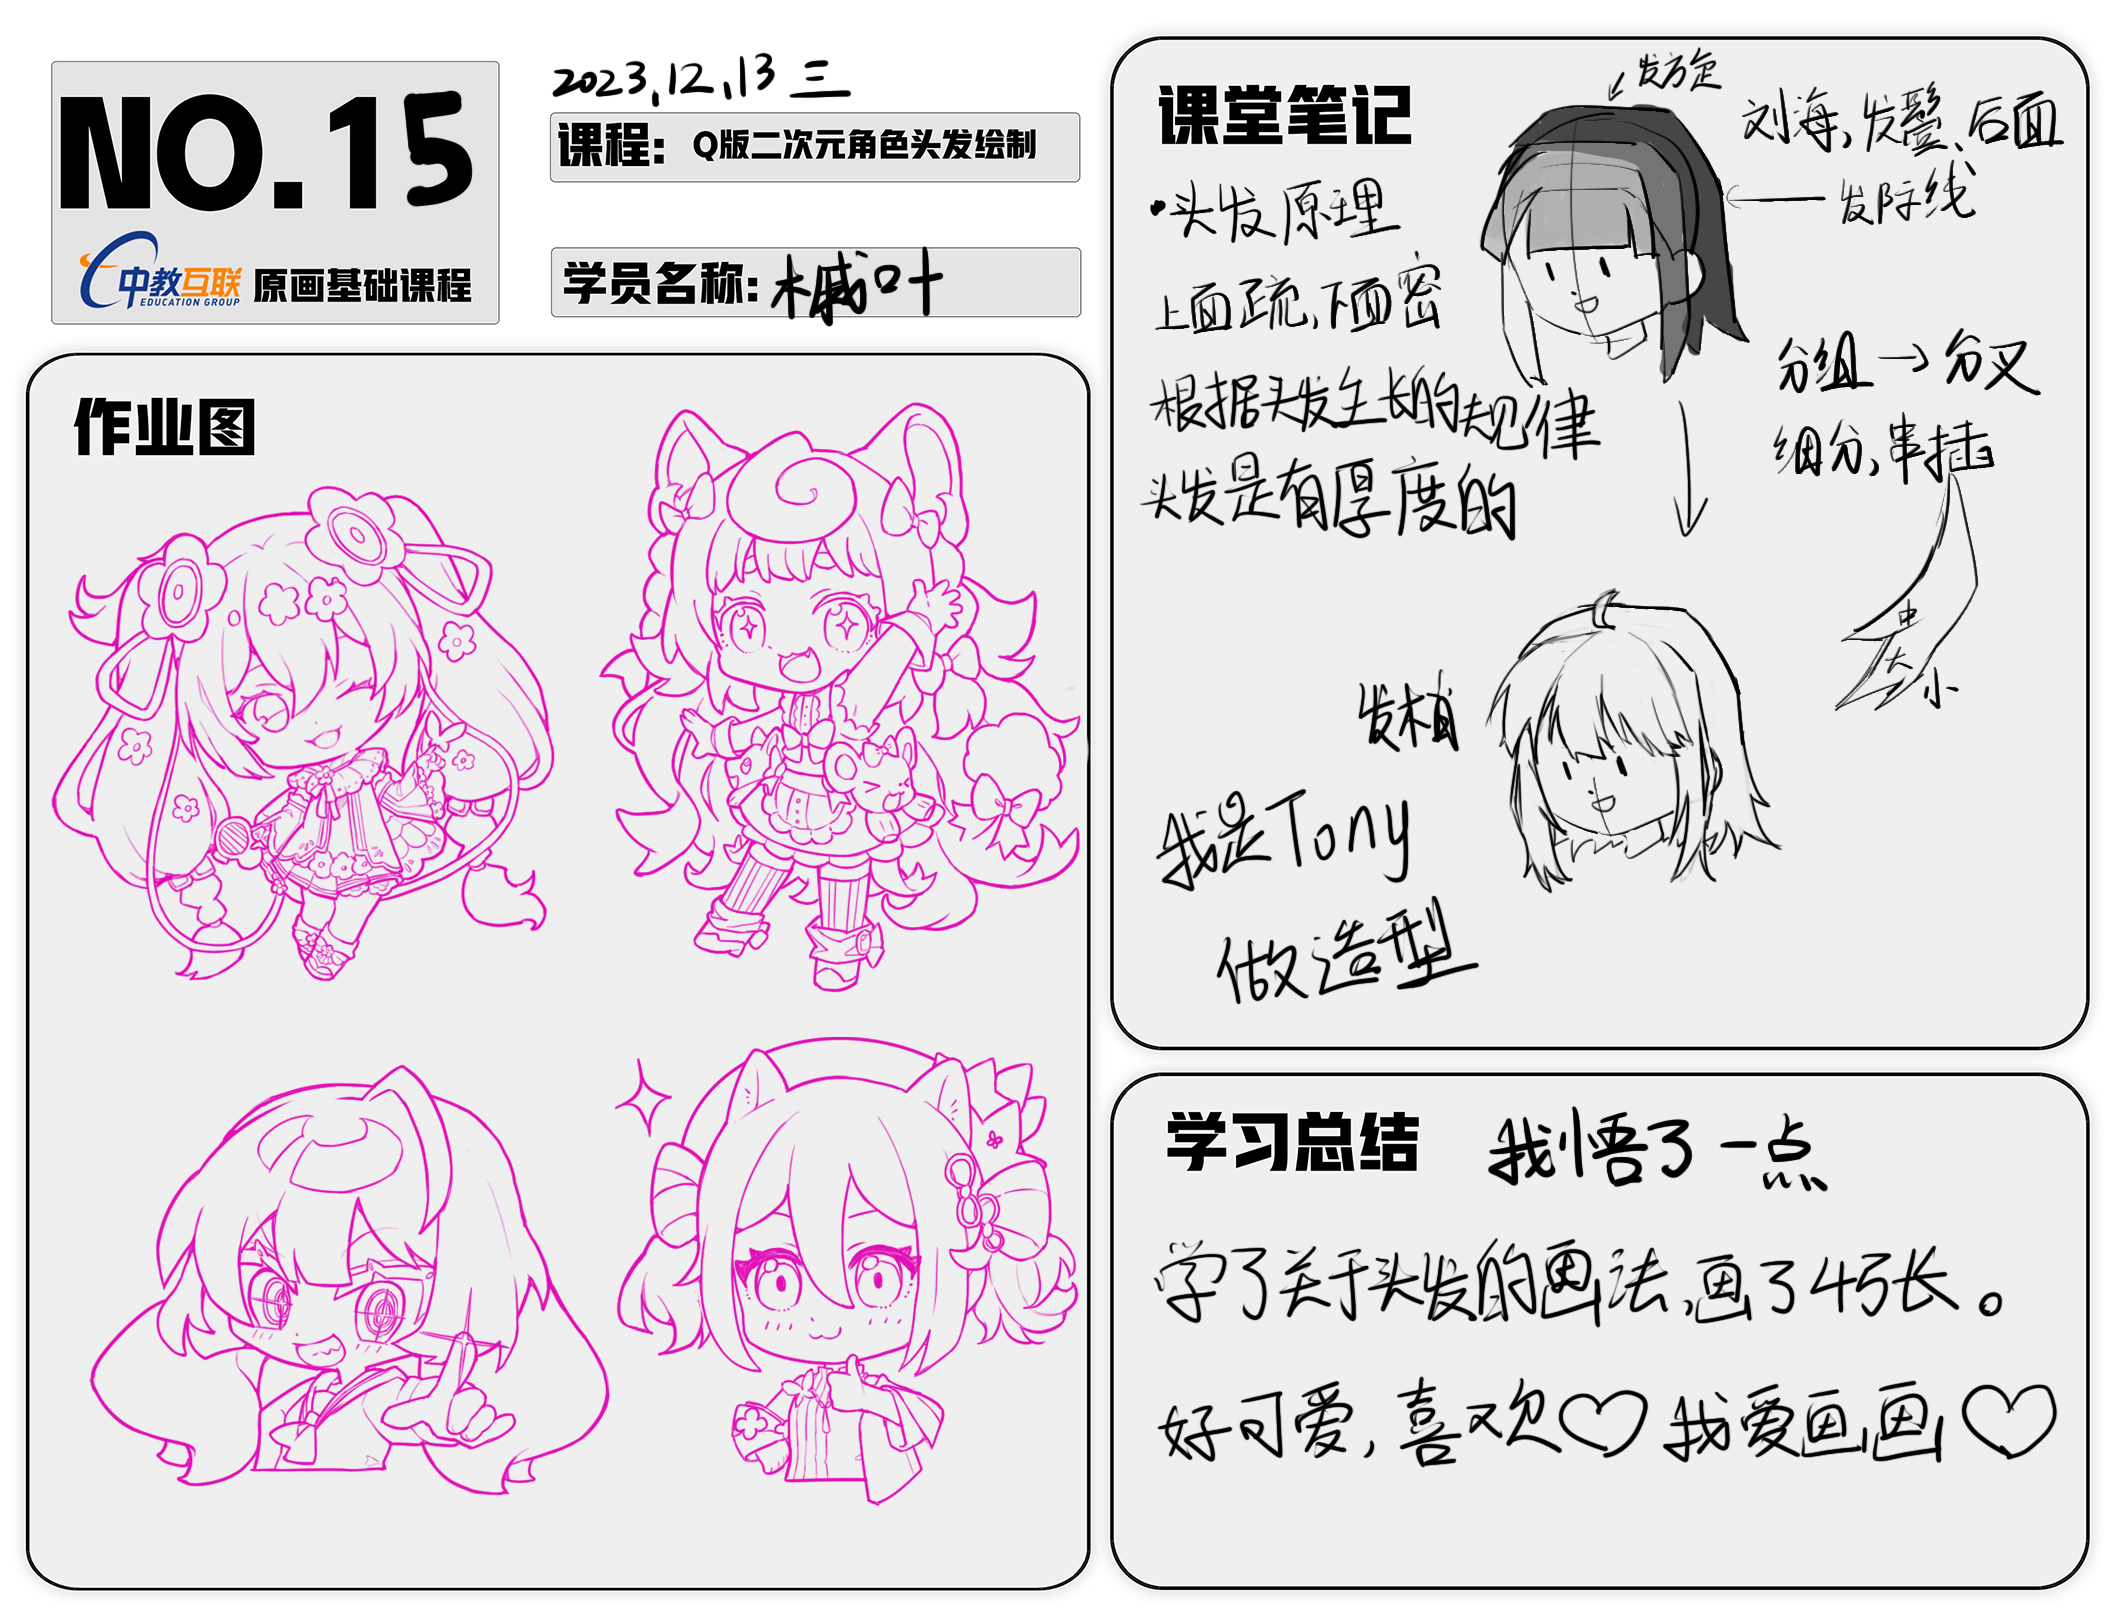 NO.15
中教互联
EDUCATION GROUP
原画基础课程
2023.12.13 三
课程: Q版二次元角色头发绘制
学员名称: 槭叶
作业图
课堂笔记
发方定
刘海,发鬓、后面
发际线
•头发原理
上面疏,下面密
根据头发生长的规律
头发是有厚度的
分组→分叉
细分,串插
中
大
小
发梢
我是Tony
做造型
学习总结 我悟了一点
学了关于头发的画法,画了4张。
好可爱,喜欢♡我爱画画♡